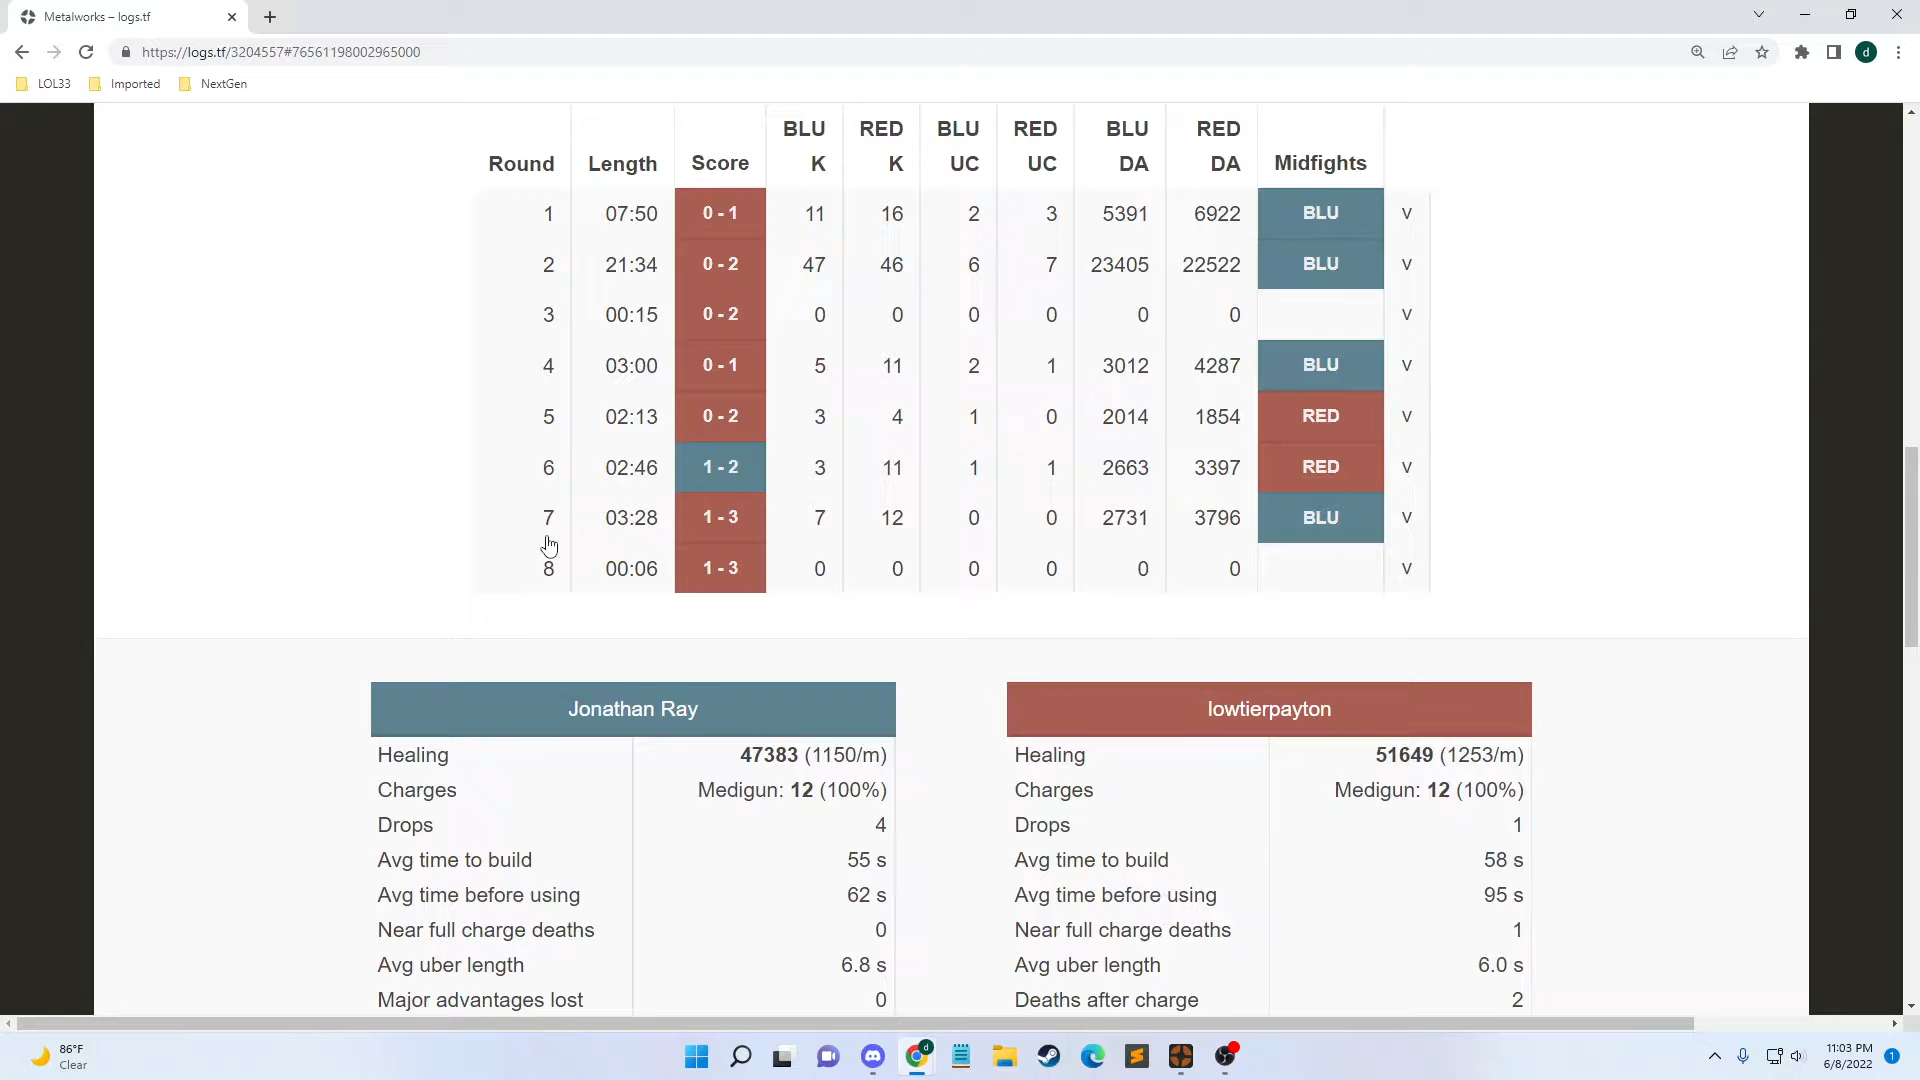 Metalworks – logs.tf
https://logs.tf/3204557#76561198002965000
d
LOL33 Imported NextGen
BLU RED BLU RED BLU RED
Round Length Score K K UC UC DA DA Midfights
1 07:50 0 - 1 11 16 2 3 5391 6922 BLU v
2 21:34 0 - 2 47 46 6 7 23405 22522 BLU v
3 00:15 0 - 2 0 0 0 0 0 0 v
4 03:00 0 - 1 5 11 2 1 3012 4287 BLU v
5 02:13 0 - 2 3 4 1 0 2014 1854 RED v
6 02:46 1 - 2 3 11 1 1 2663 3397 RED v
7 03:28 1 - 3 7 12 0 0 2731 3796 BLU v
8 00:06 1 - 3 0 0 0 0 0 0 v
Jonathan Ray
Healing 47383 (1150/m)
Charges Medigun: 12 (100%)
Drops 4
Avg time to build 55 s
Avg time before using 62 s
Near full charge deaths 0
Avg uber length 6.8 s
Major advantages lost 0
lowtierpayton
Healing 51649 (1253/m)
Charges Medigun: 12 (100%)
Drops 1
Avg time to build 58 s
Avg time before using 95 s
Near full charge deaths 1
Avg uber length 6.0 s
Deaths after charge 2
86°F
Clear
d
11:03 PM
6/8/2022
1